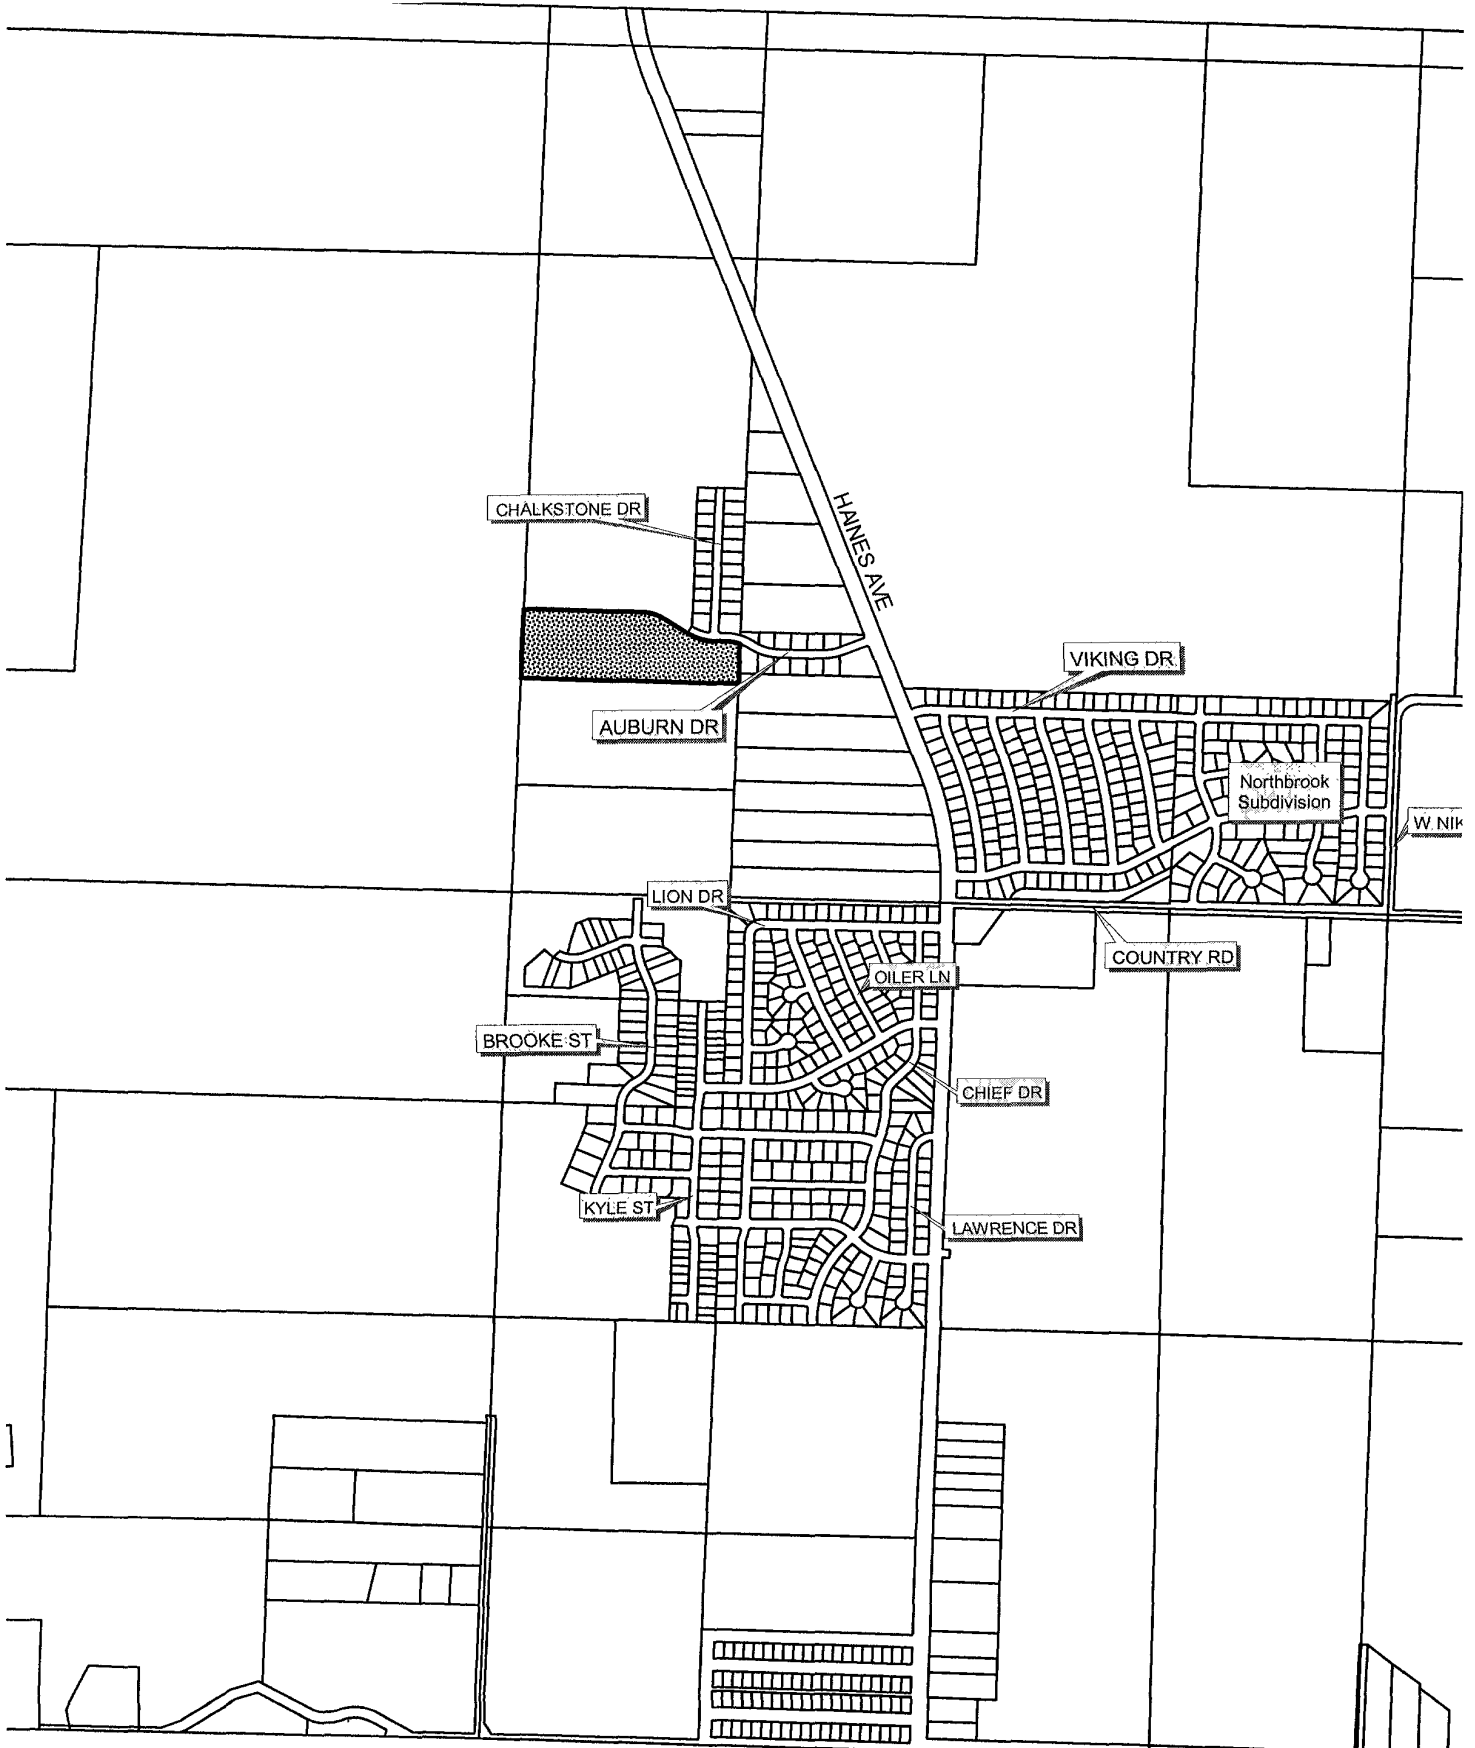 CHALKSTONE DR
HAINES AVE
VIKING DR
AUBURN DR
Northbrook
Subdivision
W. NIK
LION DR
COUNTRY RD
OILER LN
BROOKE ST
CHIEF DR
KYLE ST
LAWRENCE DR